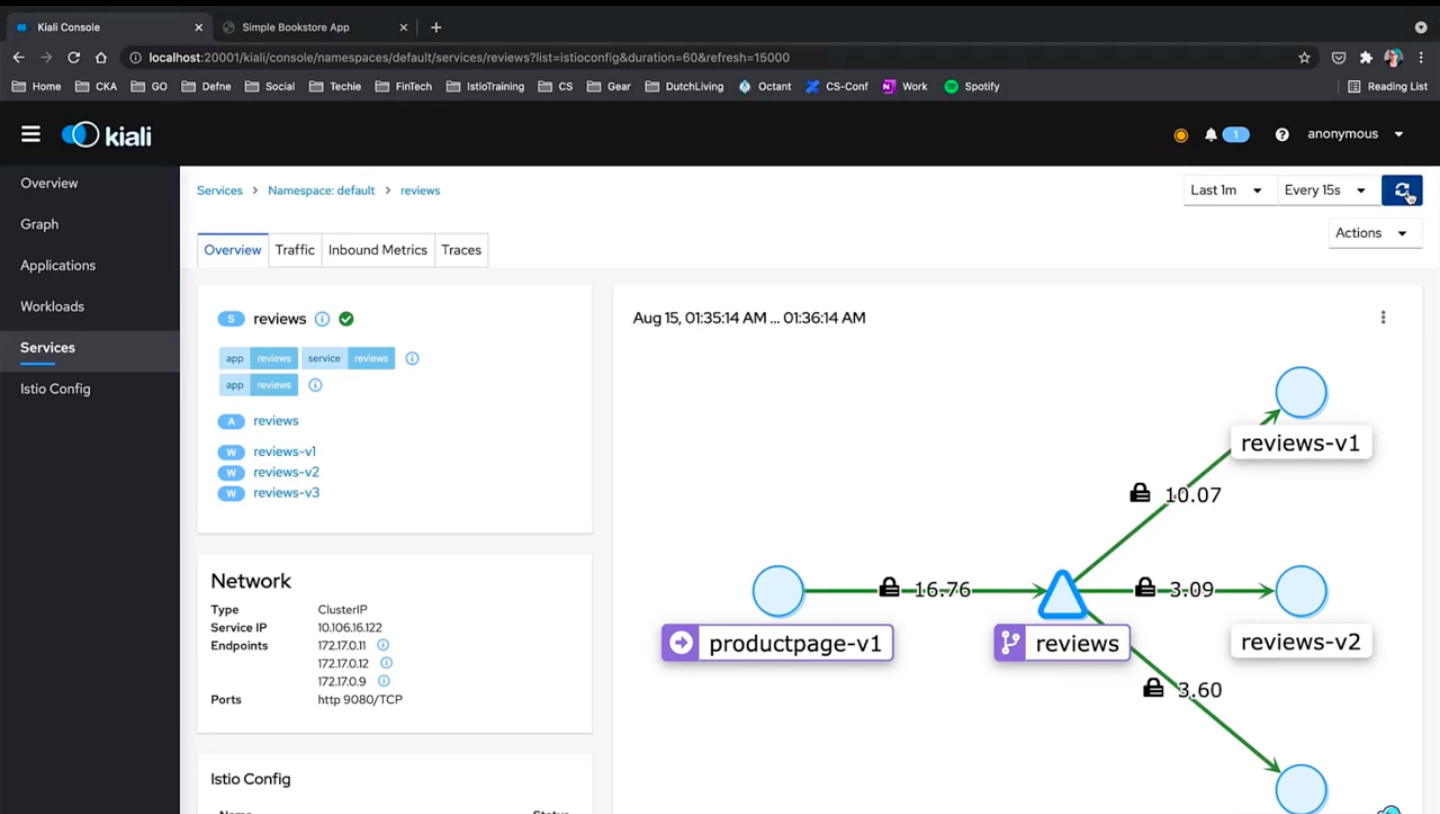 Kiali Console
Simple Bookstore App
localhost:20001/kiali/console/namespaces/default/services/reviews?list=istioconfig&duration=60&refresh=15000
Home CKA GO Defne Social Techie FinTech IstioTraining CS Gear DutchLiving Octant CS-Conf Work Spotify Reading List
kiali
1
anonymous
Overview
Graph
Applications
Workloads
Services
Istio Config
Services > Namespace: default > reviews
Last 1m
Every 15s
Actions
Overview Traffic Inbound Metrics Traces
S reviews
app reviews service reviews
app reviews
A reviews
W reviews-v1
W reviews-v2
W reviews-v3
Network
Type ClusterIP
Service IP 10.106.16.122
Endpoints 172.17.0.11
172.17.0.12
172.17.0.9
Ports http 9080/TCP
Istio Config
Name Status
Aug 15, 01:35:14 AM ... 01:36:14 AM
reviews-v1
10.07
16.76
3.09
productpage-v1
reviews
reviews-v2
3.60